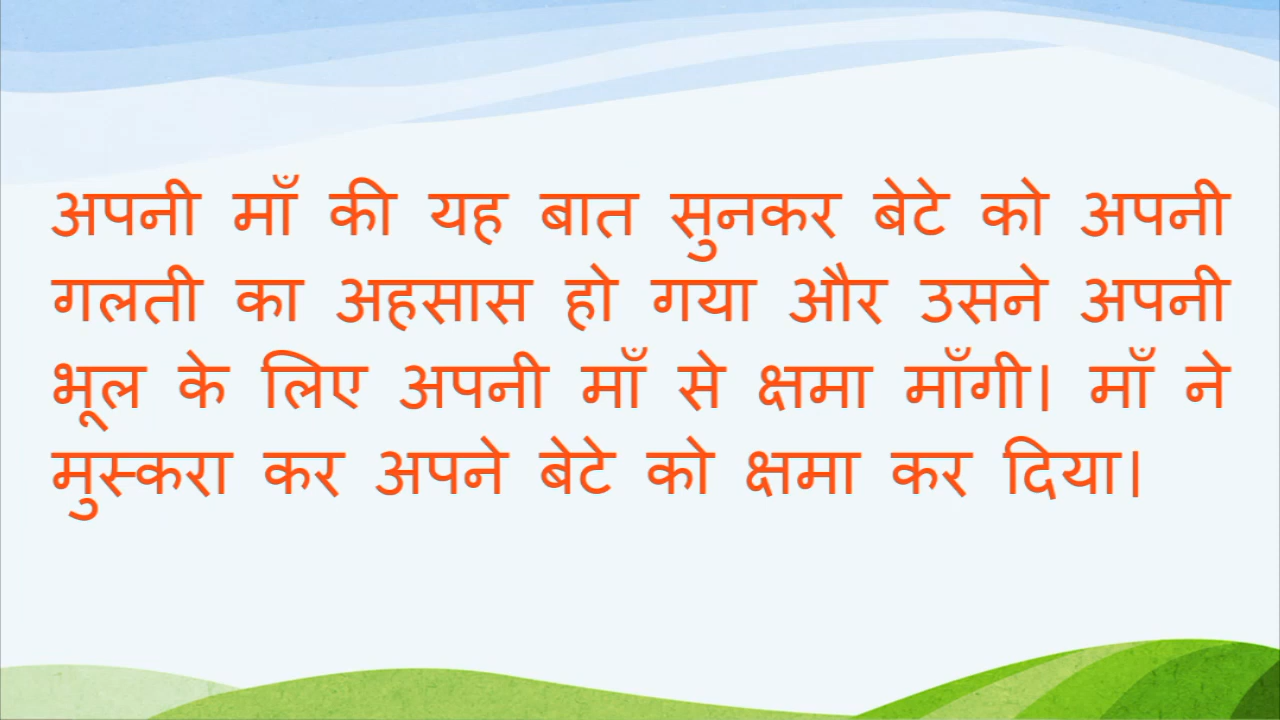 अपनी माँ की यह बात सुनकर बेटे को अपनी
गलती का अहसास हो गया और उसने अपनी
भूल के लिए अपनी माँ से क्षमा माँगी। माँ ने
मुस्करा कर अपने बेटे को क्षमा कर दिया।